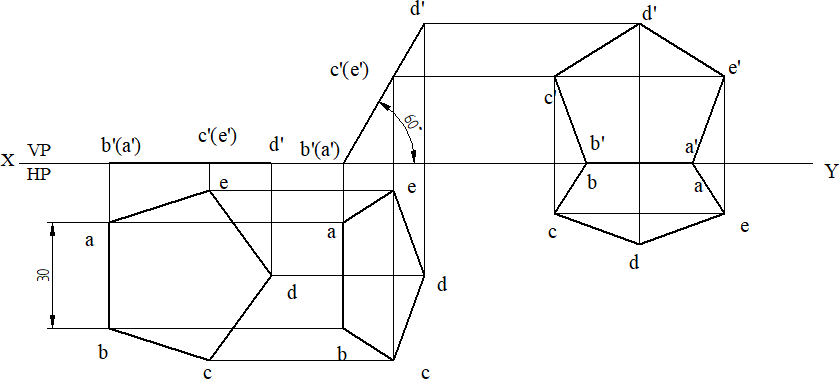 d' d'
c'(e') e'
60°
c'
c'(e') d' b'(a') b' a'
b'(a')
X VP
HP Y
e e b a
a a c e
d
30 d d
b b
c c